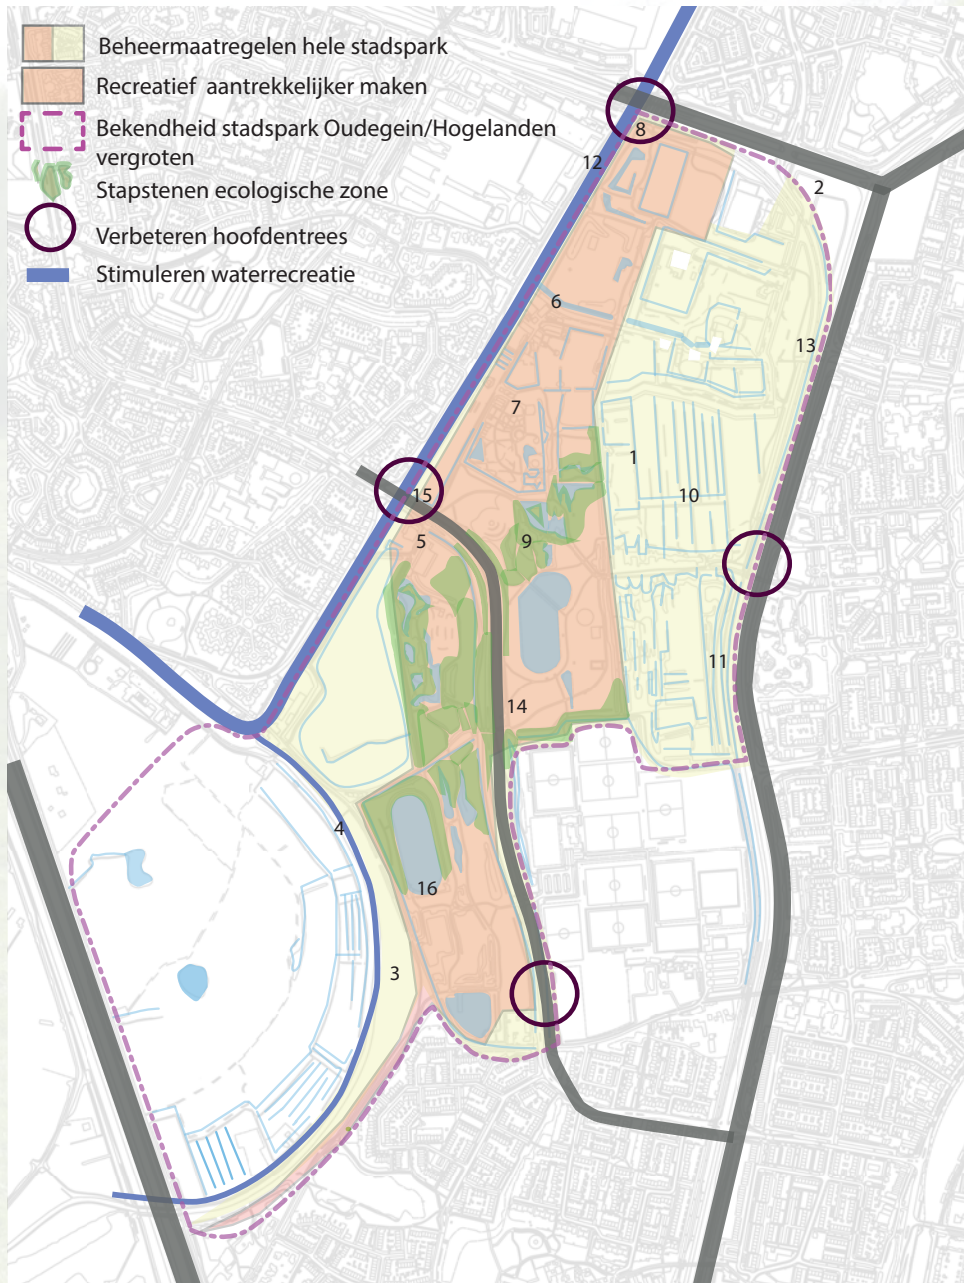 Beheermaatregelen hele stadspark
Recreatief aantrekkelijker maken
Bekendheid stadspark Oudegein/Hogelanden
vergroten
Stapstenen ecologische zone
Verbeteren hoofdentrees
Stimuleren waterrecreatie
8
12
2
6
13
7
1
15
10
5
9
11
14
4
16
3